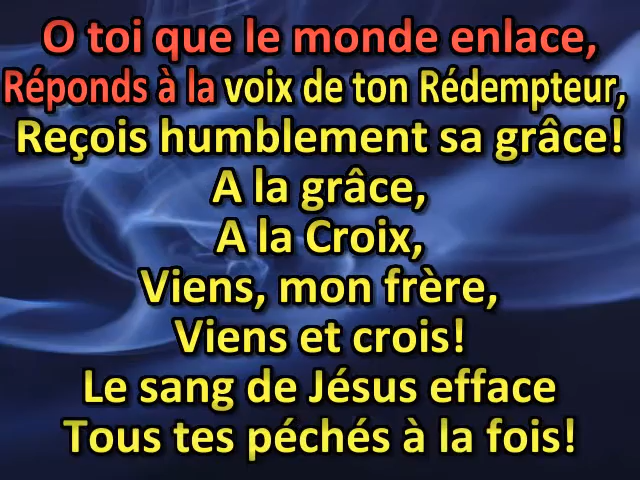 O toi que le monde enlace,
Réponds à la voix de ton Rédempteur,
Reçois humblement sa grâce!
A la grâce,
A la Croix,
Viens, mon frère,
Viens et crois!
Le sang de Jésus efface
Tous tes péchés à la fois!